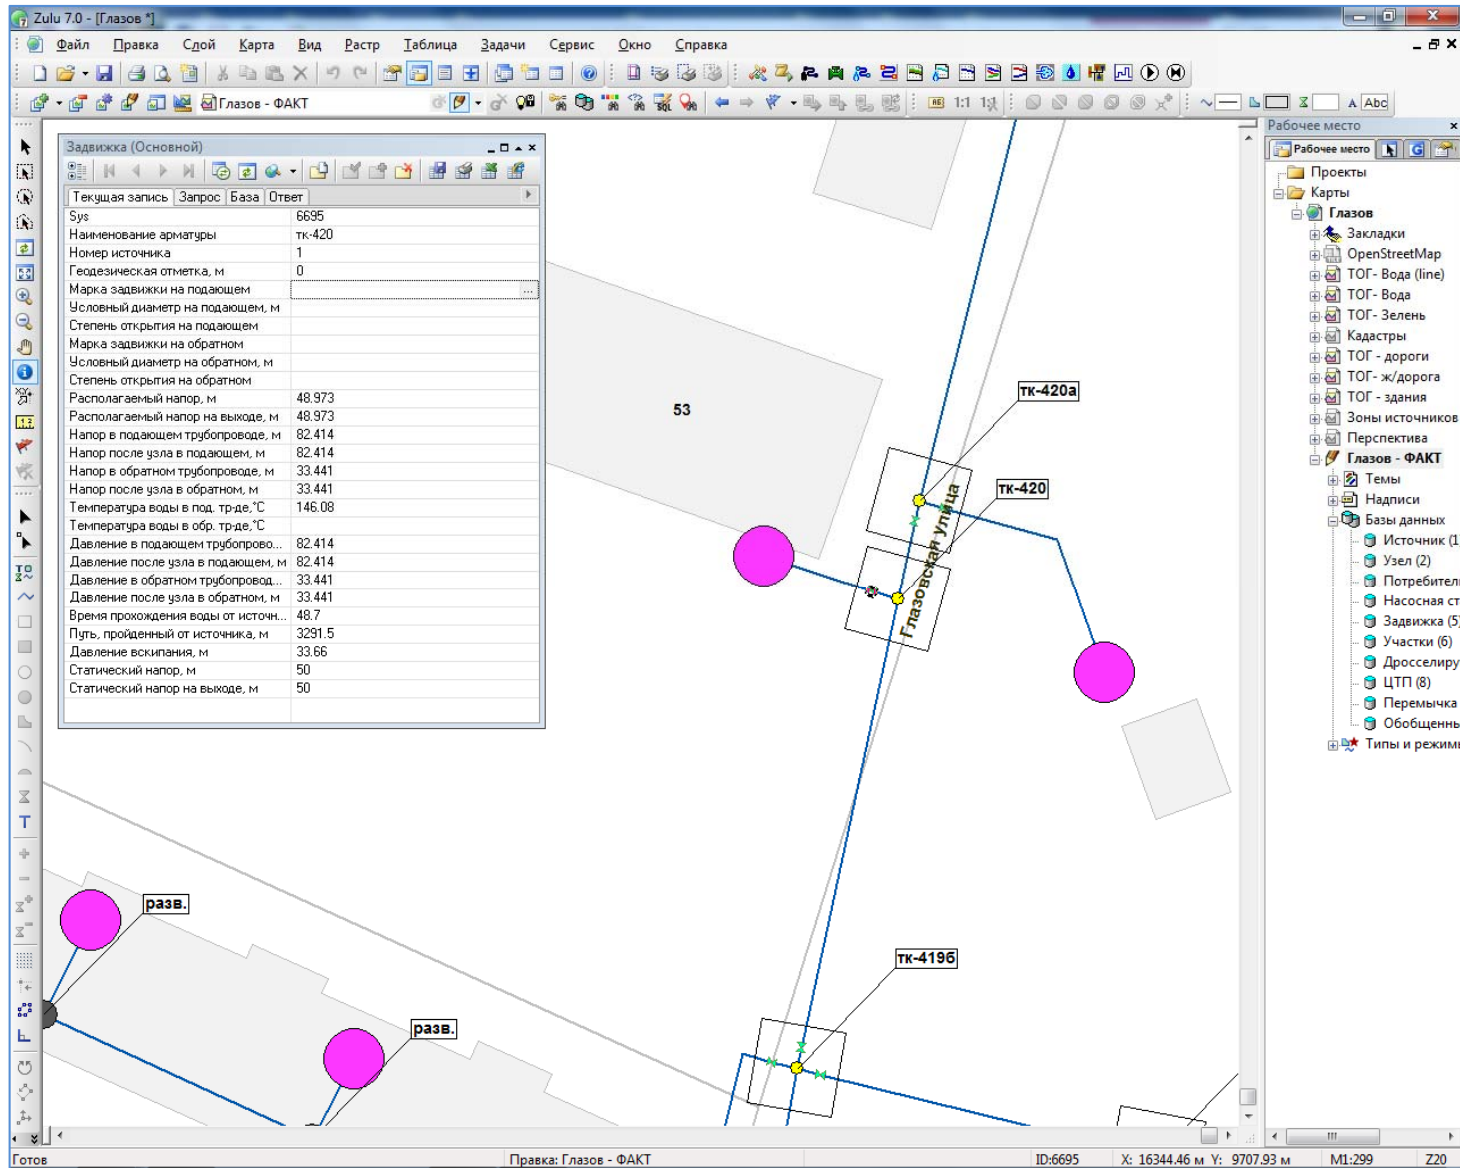 Zulu 7.0 - [Глазов *]
Файл Правка Слой Карта Вид Растр Таблица Задачи Сервис Окно Справка
Глазов - ФАКТ
1:1
A Abc
Задвижка (Основной)
Текущая запись Запрос База Ответ
Sys 6695
Наименование арматуры тк-420
Номер источника 1
Геодезическая отметка, м 0
Марка задвижки на подающем ...
Условный диаметр на подающем, м
Степень открытия на подающем
Марка задвижки на обратном
Условный диаметр на обратном, м
Степень открытия на обратном
Располагаемый напор, м 48.973
Располагаемый напор на выходе, м 48.973
Напор в подающем трубопроводе, м 82.414
Напор после узла в подающем, м 82.414
Напор в обратном трубопроводе, м 33.441
Напор после узла в обратном, м 33.441
Температура воды в под. тр-де,°C 146.08
Температура воды в обр. тр-де,°C
Давление в подающем трубопрово... 82.414
Давление после узла в подающем, м 82.414
Давление в обратном трубопровод... 33.441
Давление после узла в обратном, м 33.441
Время прохождения воды от источн... 48.7
Путь, пройденный от источника, м 3291.5
Давление вскипания, м 33.66
Статический напор, м 50
Статический напор на выходе, м 50
53
тк-420а
тк-420
Глазовская улица
разв.
разв.
тк-419б
Рабочее место
Рабочее место
Проекты
Карты
Глазов
Закладки
OpenStreetMap
ТОГ- Вода (line)
ТОГ- Вода
ТОГ- Зелень
Кадастры
ТОГ - дороги
ТОГ- ж/дорога
ТОГ - здания
Зоны источников
Перспектива
Глазов - ФАКТ
Темы
Надписи
Базы данных
Источник (1
Узел (2)
Потребител
Насосная ст
Задвижка (5)
Участки (6)
Дросселиру
ЦТП (8)
Перемычка
Обобщенны
Типы и режимы
Готов Правка: Глазов - ФАКТ ID:6695 X: 16344.46 м Y: 9707.93 м М1:299 Z20